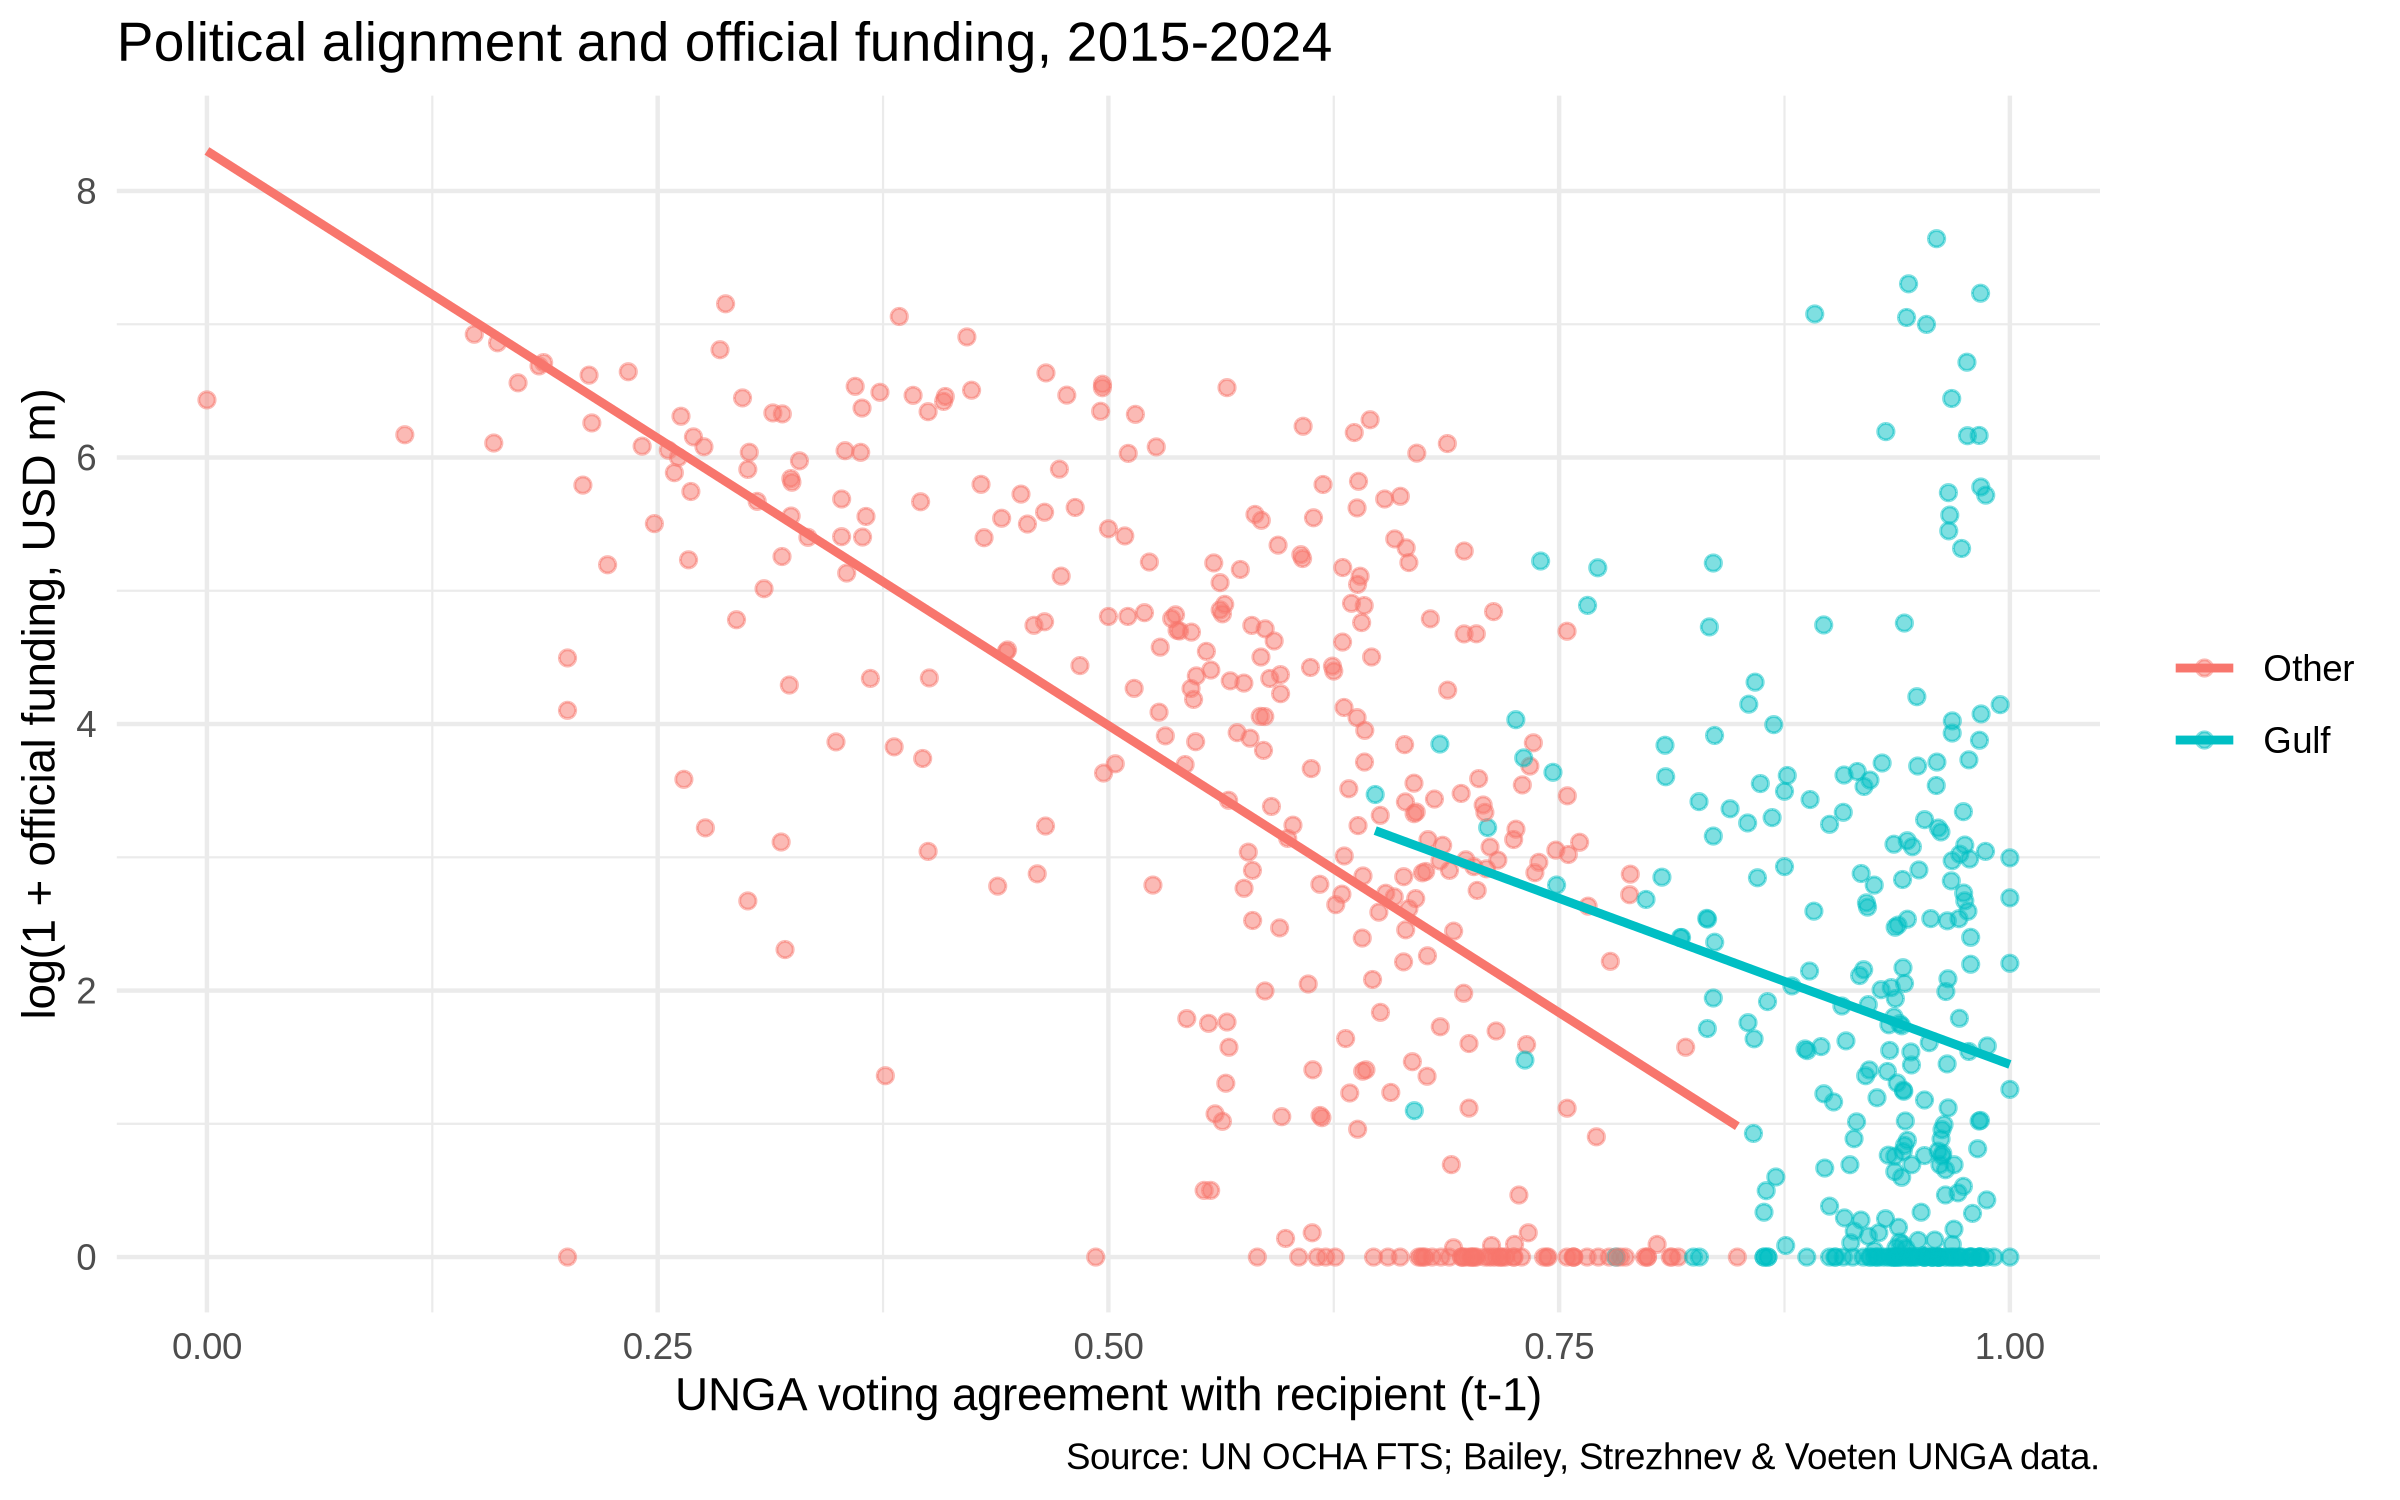 Political alignment and official funding, 2015-2024
log(1 + official funding, USD m)
8
6
4
2
0
0.00
0.25
0.50
0.75
1.00
UNGA voting agreement with recipient (t-1)
Other
Gulf
Source: UN OCHA FTS; Bailey, Strezhnev & Voeten UNGA data.